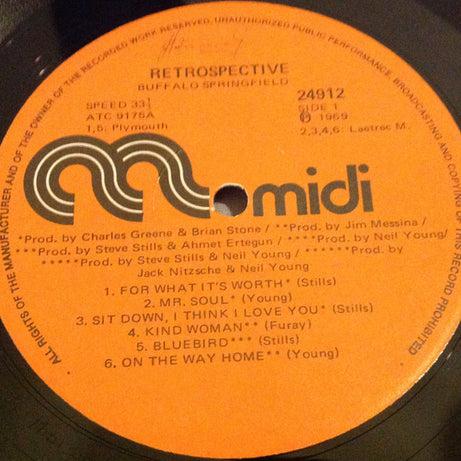 ALL RIGHTS OF THE MANUFACTURER AND OF THE OWNER OF THE RECORDED WORK RESERVED, UNAUTHORIZED PUBLIC PERFORMANCE, BROADCASTING AND COPYING OF THIS RECORD PROHIBITED
RETROSPECTIVE
BUFFALO SPRINGFIELD
SPEED 33⅓
ATC 9175A
1,5: Plymouth
24912
SIDE 1
Ⓟ 1969
2,3,4,6: Laetrec M.
midi
*Prod. by Charles Greene & Brian Stone / **Prod. by Jim Messina /
***Prod. by Steve Stills & Ahmet Ertegun / ****Prod. by Neil Young/
*****Prod. by Steve Stills & Neil Young / ******Prod. by
Jack Nitzsche & Neil Young
1. FOR WHAT IT'S WORTH* (Stills)
2. MR. SOUL* (Young)
3. SIT DOWN, I THINK I LOVE YOU* (Stills)
4. KIND WOMAN** (Furay)
5. BLUEBIRD*** (Stills)
6. ON THE WAY HOME** (Young)